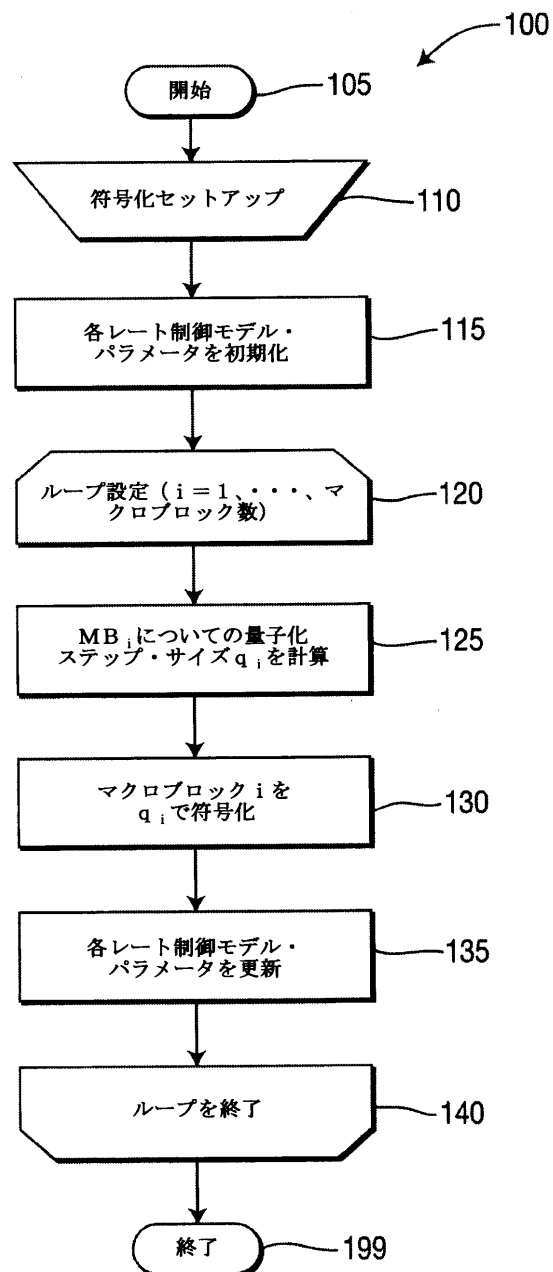 100
開始
105
符号化セットアップ
110
各レート制御モデル・
パラメータを初期化
115
ループ設定(i=1、・・・、マ
クロブロック数)
120
MBiについての量子化
ステップ・サイズqiを計算
125
マクロブロックiを
qiで符号化
130
各レート制御モデル・
パラメータを更新
135
ループを終了
140
終了
199